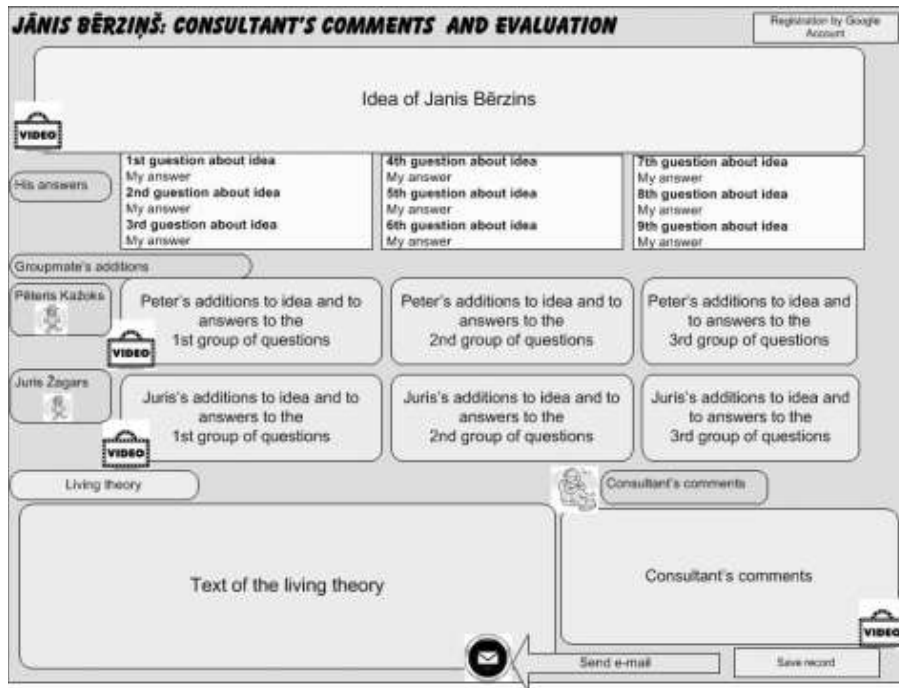 JĀNIS BĒRZIŅŠ: CONSULTANT'S COMMENTS AND EVALUATION
Registration by Google
Account
Idea of Janis Bērzins
VIDEO
His answers
1st guestion about idea
My answer
2nd guestion about idea
My answer
3rd guestion about idea
My answer
4th guestion about idea
My answer
5th guestion about idea
My answer
6th guestion about idea
My answer
7th guestion about idea
My answer
8th guestion about idea
My answer
9th guestion about idea
My answer
Groupmate's additions
Pēteris Kažoks
Peter's additions to idea and to
answers to the
1st group of questions
VIDEO
Peter's additions to idea and to
answers to the
2nd group of questions
Peter's additions to idea and
to answers to the
3rd group of questions
Juris Žagars
Juris's additions to idea and to
answers to the
1st group of questions
VIDEO
Juris's additions to idea and to
answers to the
2nd group of questions
Juris's additions to idea and
to answers to the
3rd group of questions
Living theory
Consultant's comments
Text of the living theory
Consultant's comments
VIDEO
Send e-mail
Save record